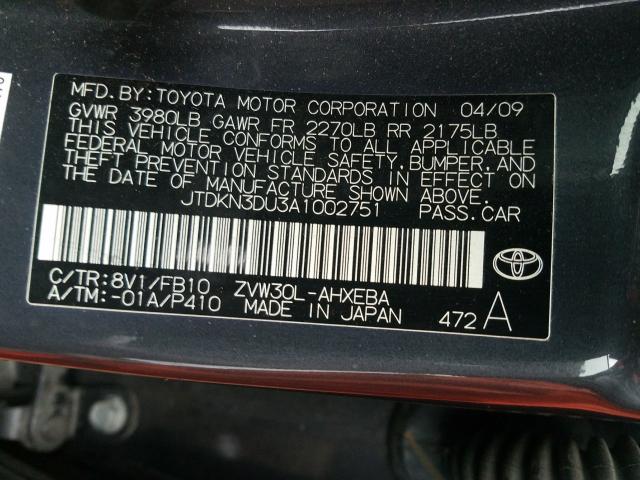 MFD. BY: TOYOTA MOTOR CORPORATION 04/09
GVWR 3980LB GAWR FR 2270LB RR 2175LB
THIS VEHICLE CONFORMS TO ALL APPLICABLE
FEDERAL MOTOR VEHICLE SAFETY, BUMPER, AND
THEFT PREVENTION STANDARDS IN EFFECT ON
THE DATE OF MANUFACTURE SHOWN ABOVE.
JTDKN3DU3A1002751 PASS. CAR
C/TR: 8V1/FB10 ZVW30L-AHXEBA
A/TM: -01A/P410 MADE IN JAPAN 472 A